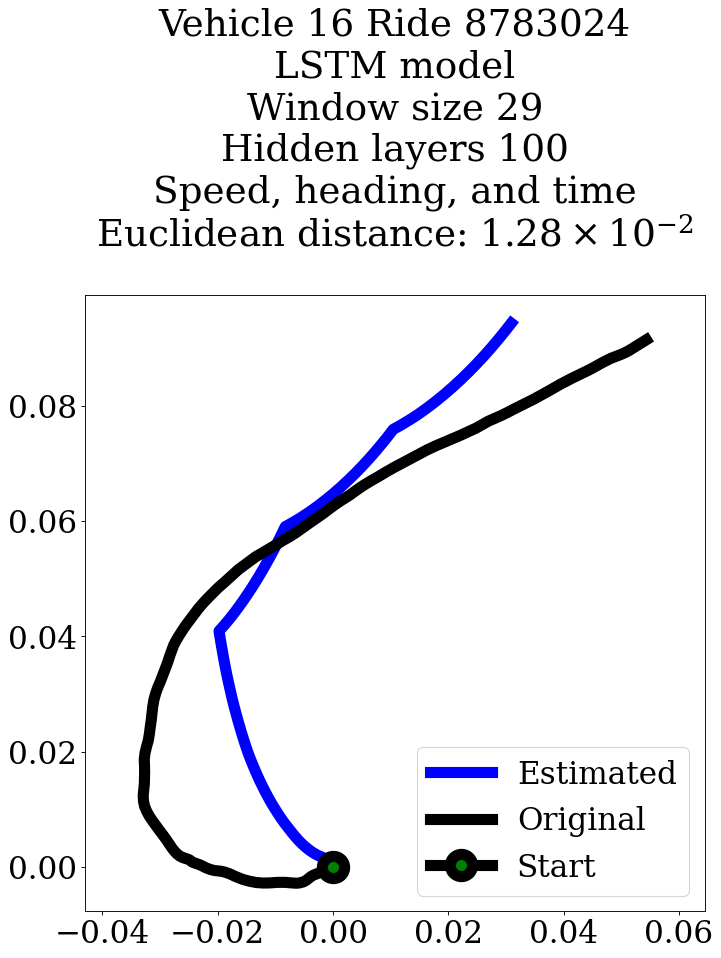 Vehicle 16 Ride 8783024
LSTM model
Window size 29
Hidden layers 100
Speed, heading, and time
Euclidean distance: 1.28 × 10⁻²
0.08
0.06
0.04
0.02
0.00
Estimated
Original
Start
−0.04 −0.02 0.00 0.02 0.04 0.06